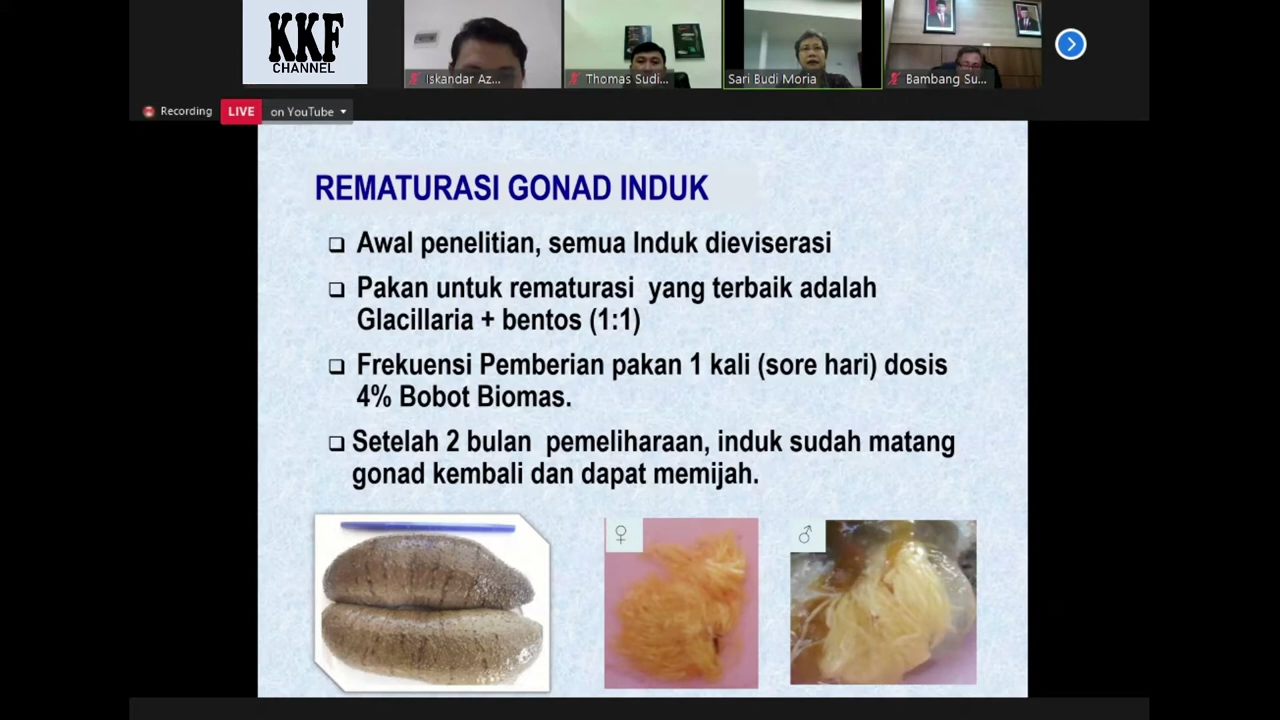 KKF
CHANNEL
Iskandar Az...
Thomas Sudi...
Sari Budi Moria
Bambang Su...
Recording
LIVE
on YouTube
REMATURASI GONAD INDUK
Awal penelitian, semua Induk dieviserasi
Pakan untuk rematurasi yang terbaik adalah
Glacillaria + bentos (1:1)
Frekuensi Pemberian pakan 1 kali (sore hari) dosis
4% Bobot Biomas.
Setelah 2 bulan pemeliharaan, induk sudah matang
gonad kembali dan dapat memijah.
♀
♂